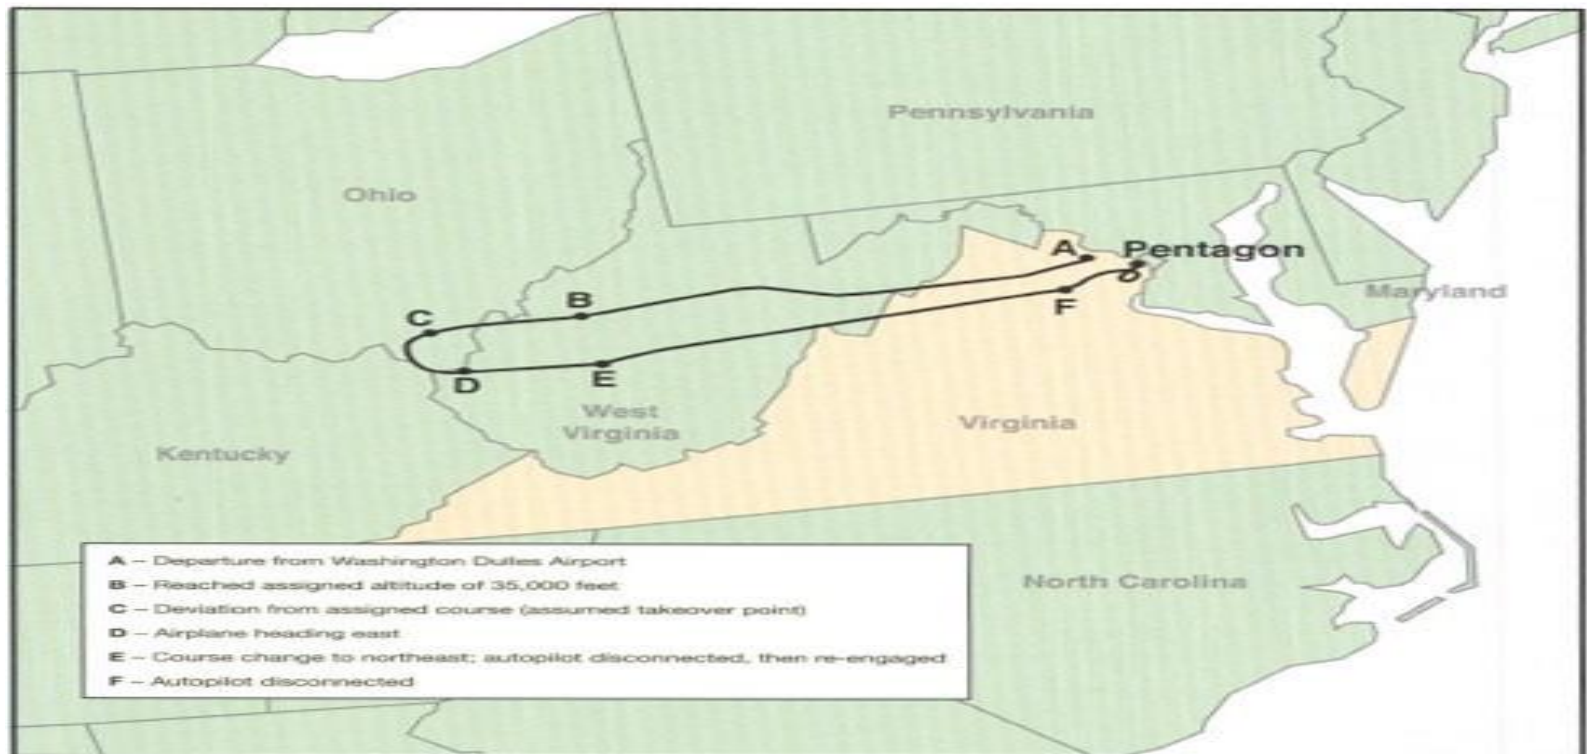 Pennsylvania
Ohio
A
Pentagon
B
C
Maryland
F
D
E
West
Virginia
Virginia
Kentucky
North Carolina
A – Departure from Washington Dulles Airport
B – Reached assigned altitude of 35,000 feet
C – Deviation from assigned course (assumed takeover point)
D – Airplane heading east
E – Course change to northeast; autopilot disconnected, then re-engaged
F – Autopilot disconnected